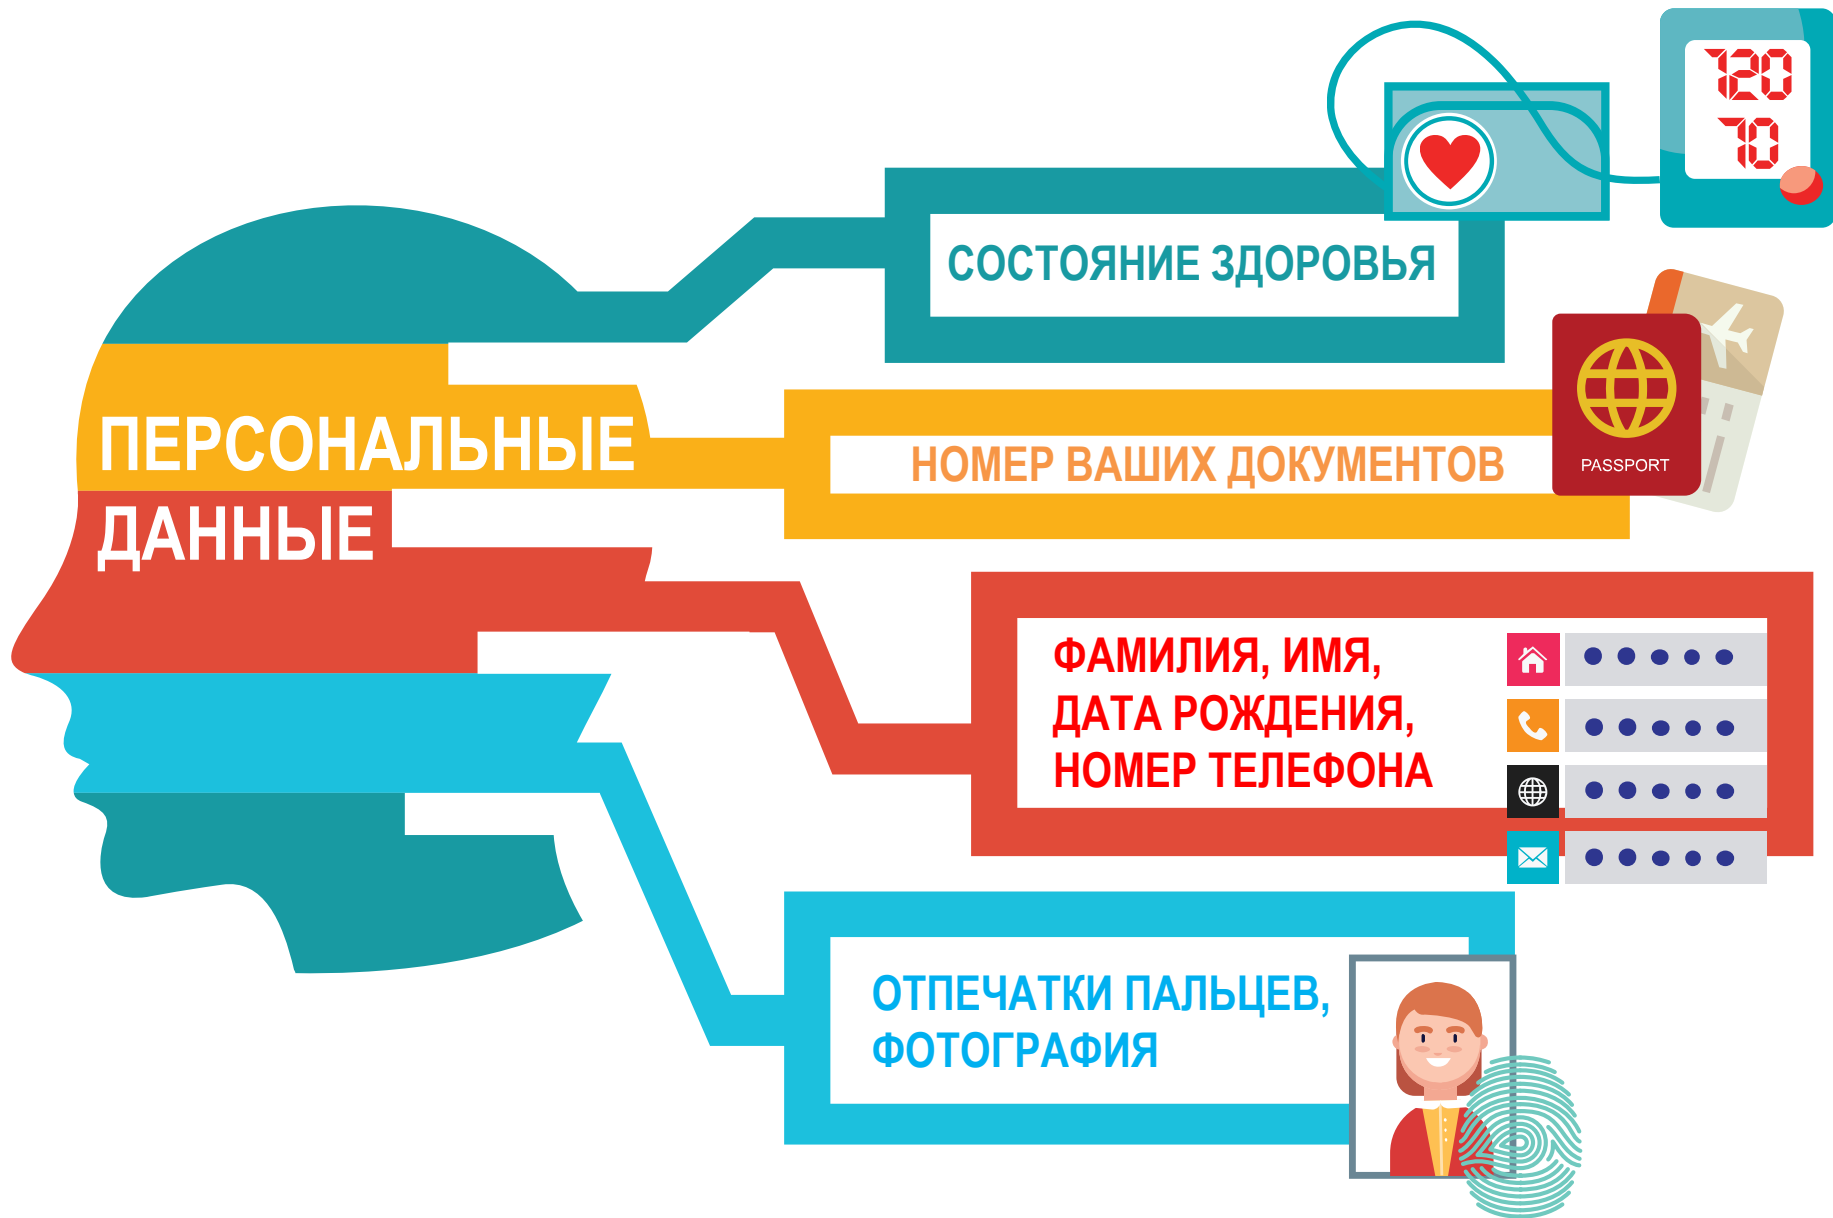 120
70
СОСТОЯНИЕ ЗДОРОВЬЯ
ПЕРСОНАЛЬНЫЕ
ДАННЫЕ
НОМЕР ВАШИХ ДОКУМЕНТОВ
PASSPORT
ФАМИЛИЯ, ИМЯ,
ДАТА РОЖДЕНИЯ,
НОМЕР ТЕЛЕФОНА
ОТПЕЧАТКИ ПАЛЬЦЕВ,
ФОТОГРАФИЯ